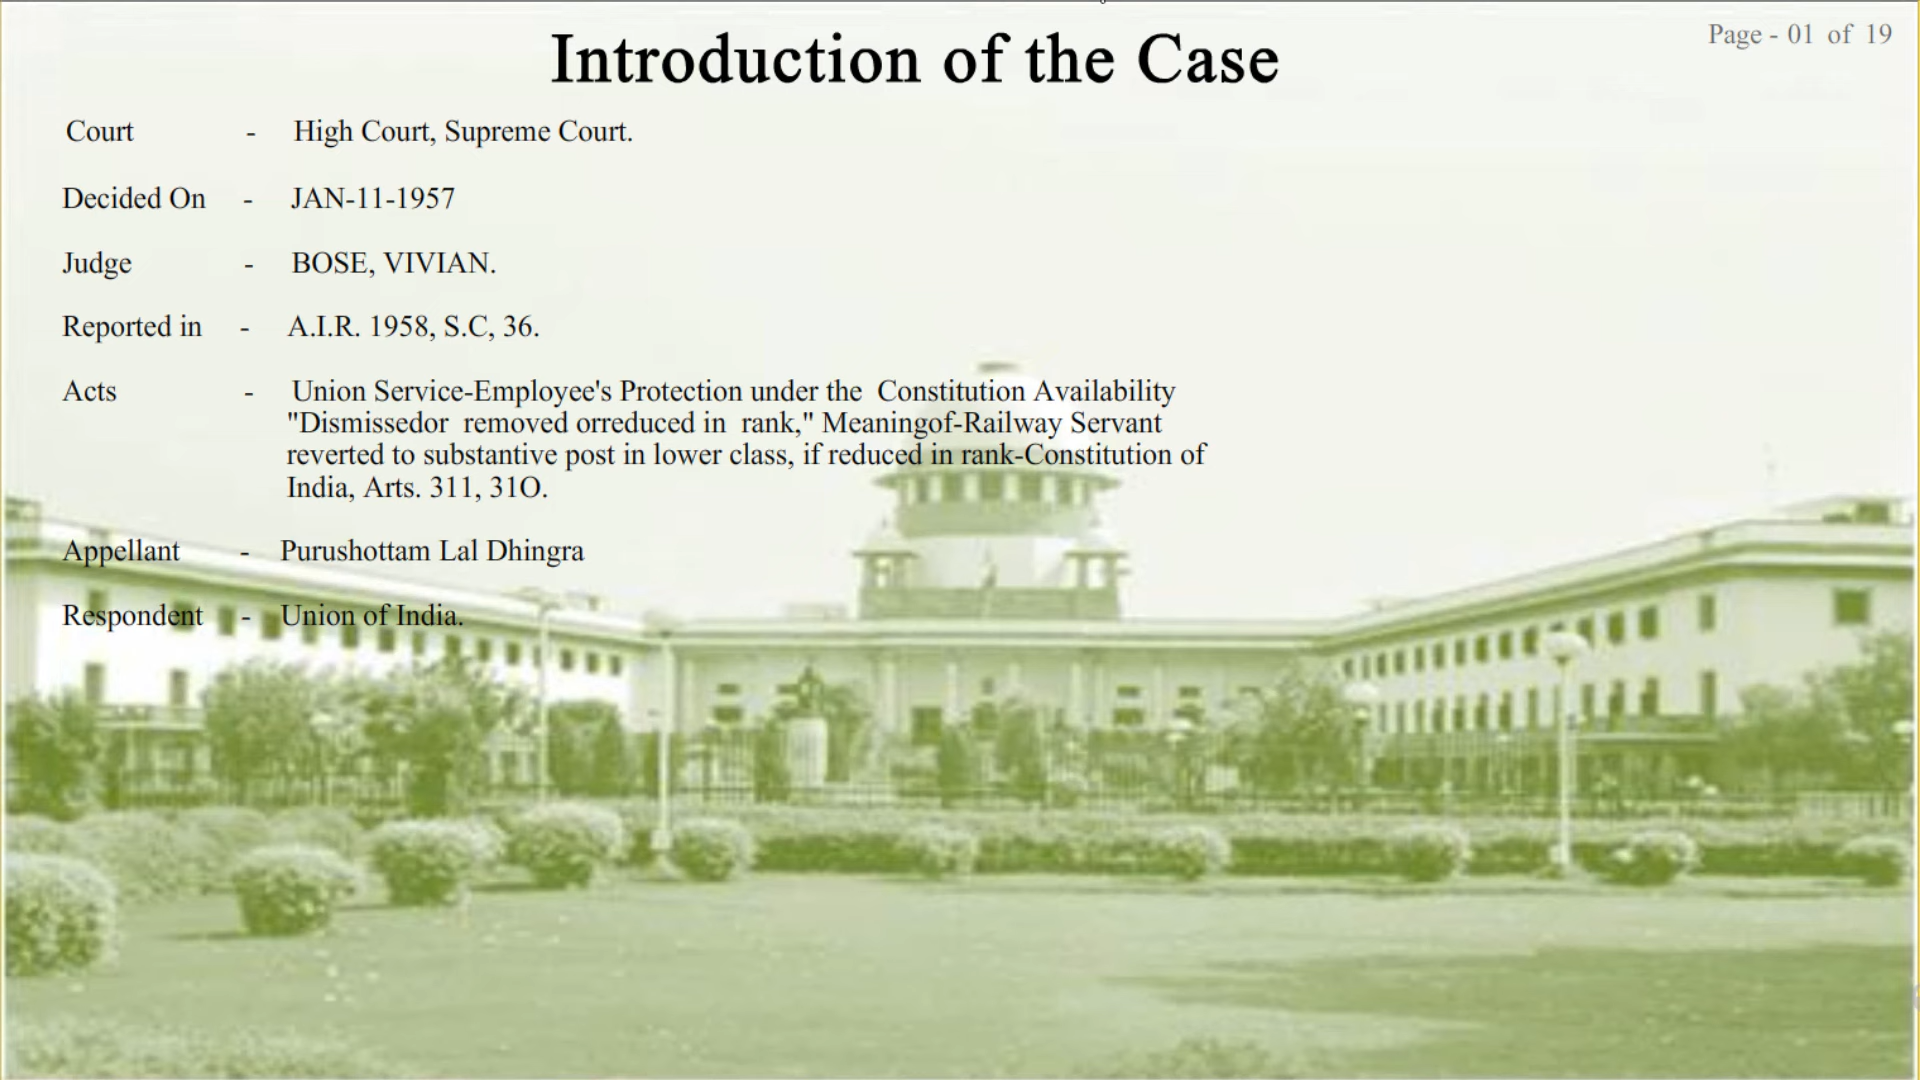 Page - 01 of 19
Introduction of the Case
Court - High Court, Supreme Court.
Decided On - JAN-11-1957
Judge - BOSE, VIVIAN.
Reported in - A.I.R. 1958, S.C, 36.
Acts - Union Service-Employee's Protection under the Constitution Availability
"Dismissedor removed orreduced in rank," Meaningof-Railway Servant
reverted to substantive post in lower class, if reduced in rank-Constitution of
India, Arts. 311, 31O.
Appellant - Purushottam Lal Dhingra
Respondent - Union of India.